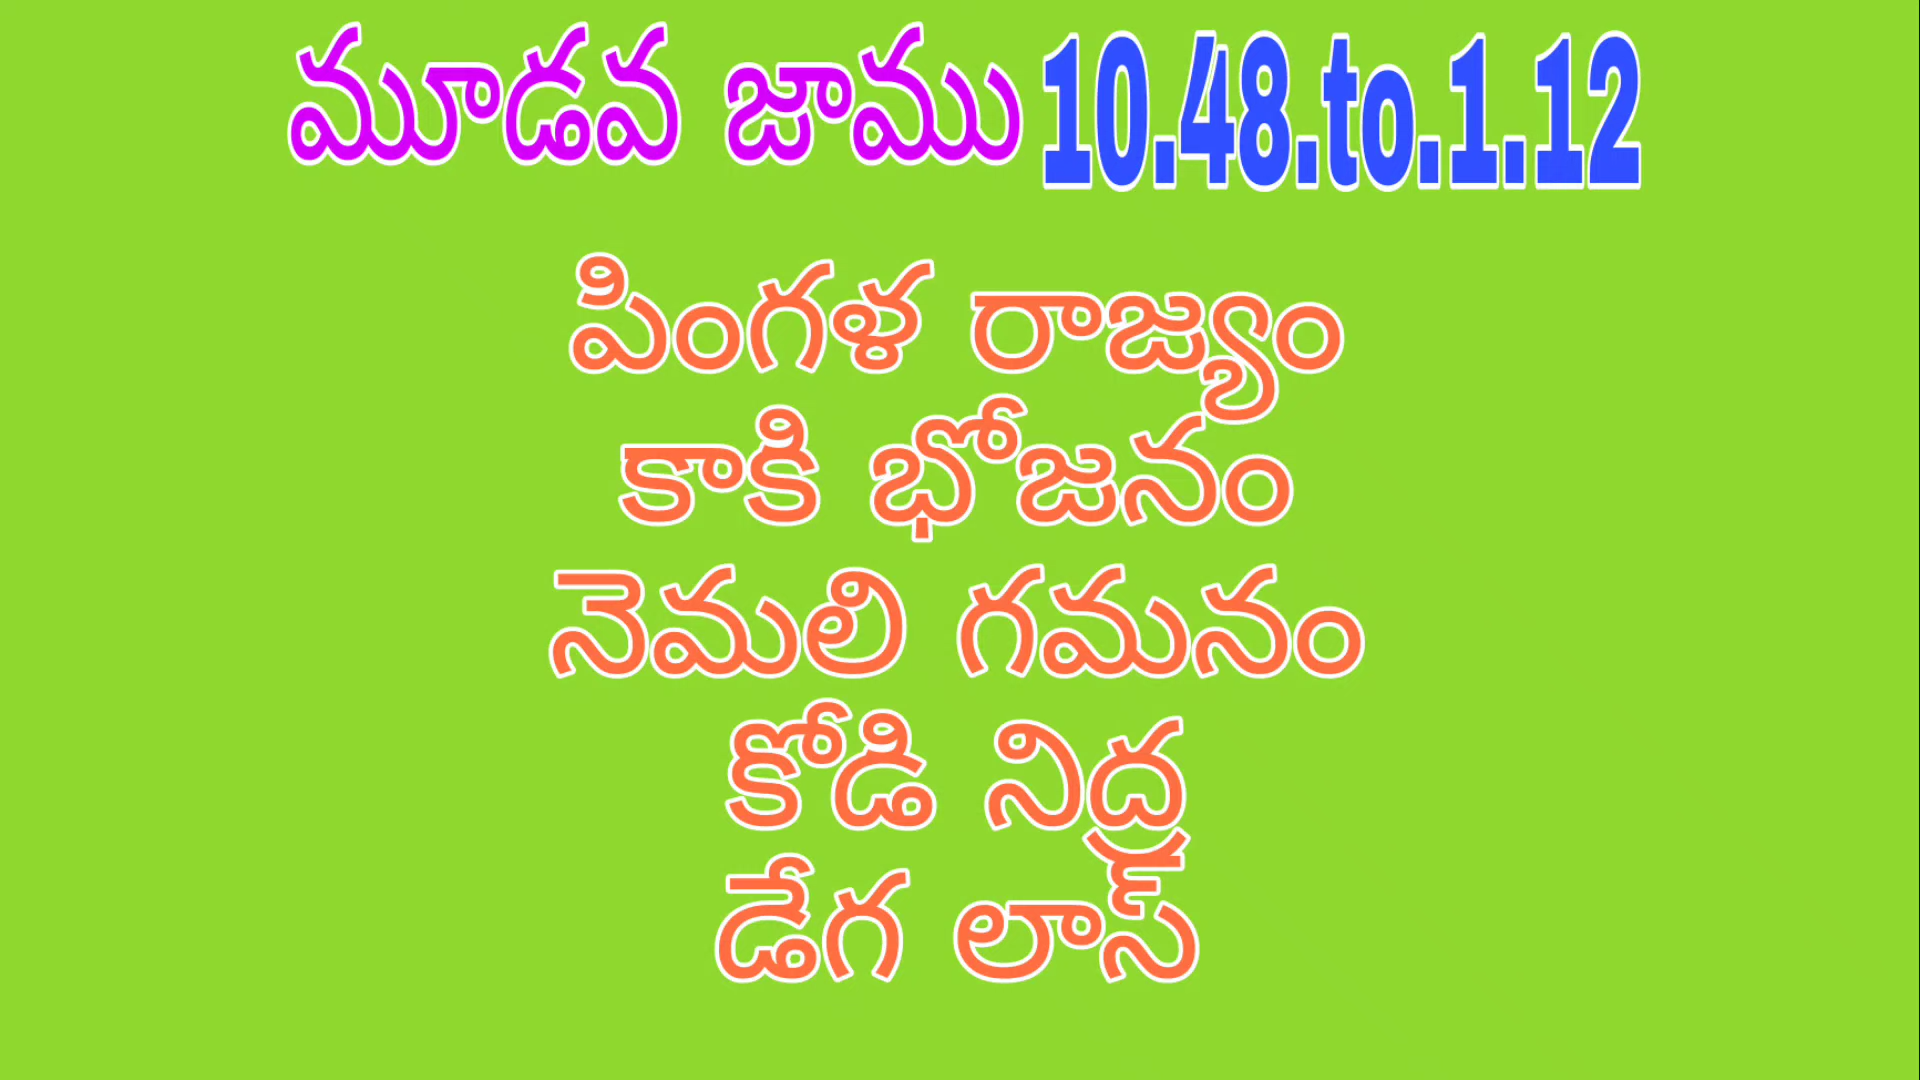 మూడవ జాము 10.48.to.1.12
పింగళ రాజ్యం
కాకి భోజనం
నెమలి గమనం
కోడి నిద్ర
డేగ లాస్